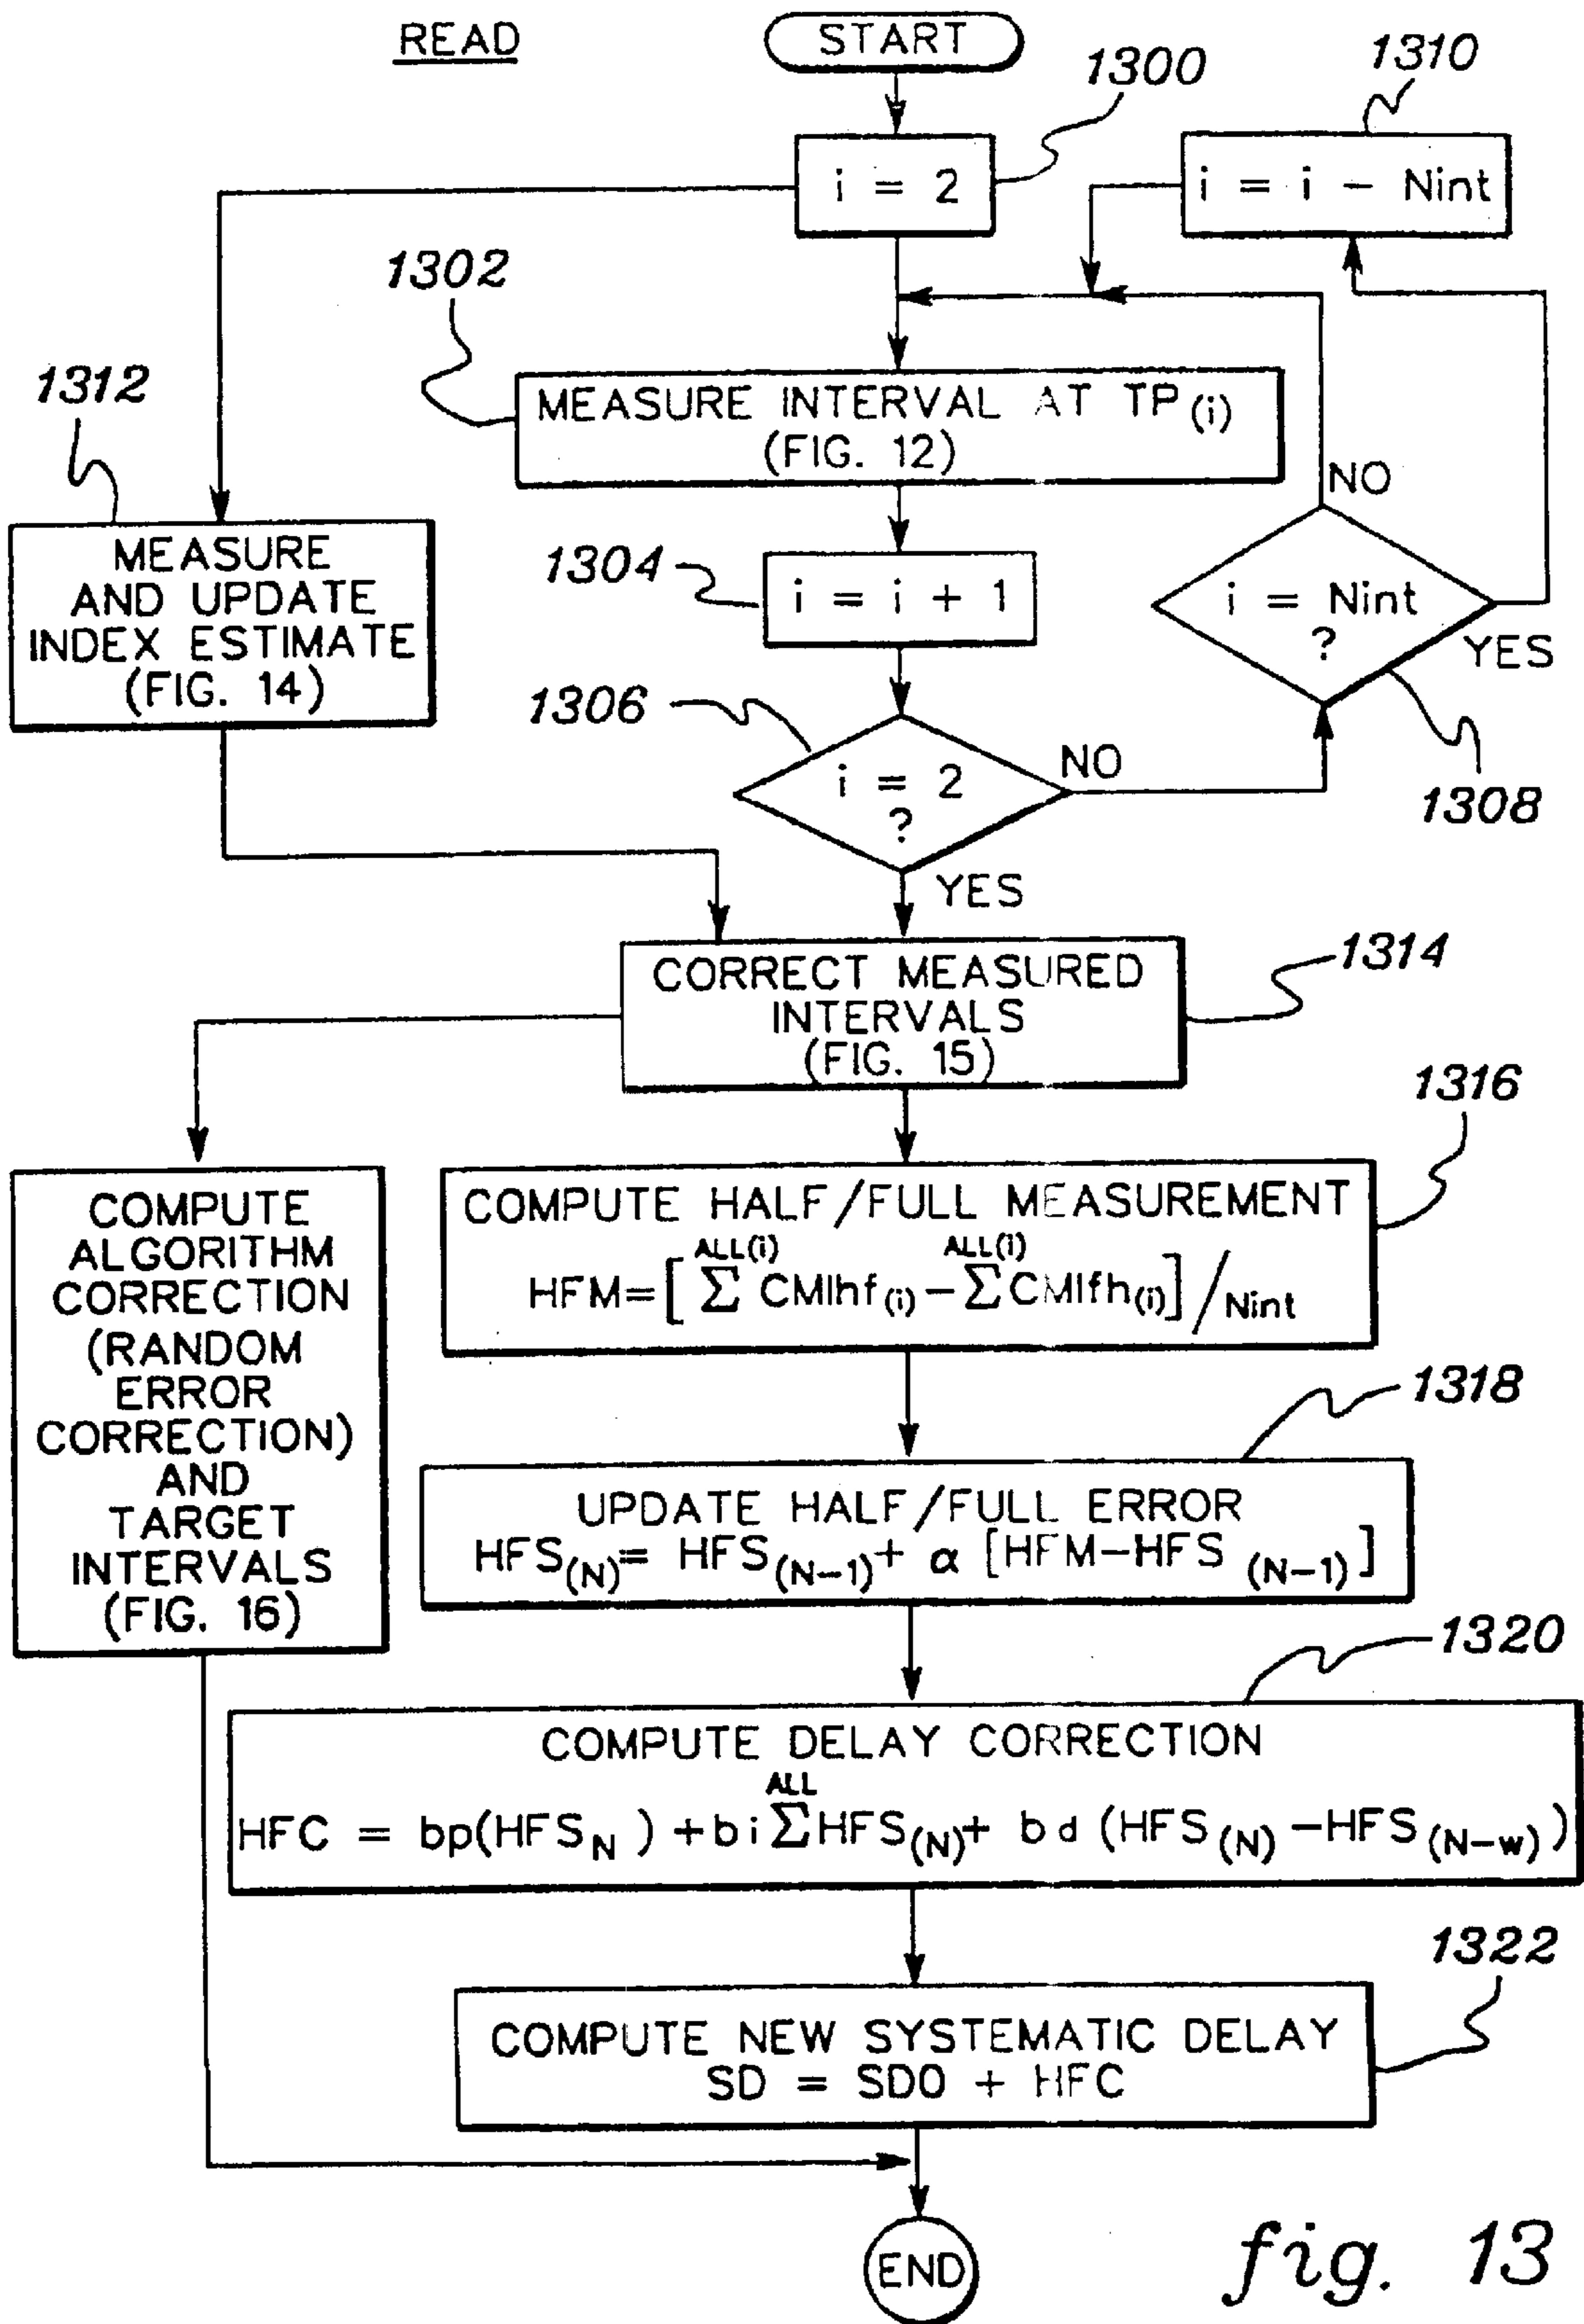 READ
START
1300
1310
i = 2
i = i - Nint
1302
1312
MEASURE INTERVAL AT TP(i)
(FIG. 12)
NO
MEASURE
AND UPDATE
INDEX ESTIMATE
(FIG. 14)
1304
i = i + 1
i = Nint
?
YES
1306
i = 2
?
NO
1308
YES
CORRECT MEASURED
INTERVALS
(FIG. 15)
1314
1316
COMPUTE
ALGORITHM
CORRECTION
(RANDOM
ERROR
CORRECTION)
AND
TARGET
INTERVALS
(FIG. 16)
COMPUTE HALF/FULL MEASUREMENT
ALL(i) ALL(i)
HFM=[ Σ CMIhf(i) - Σ CMIfh(i)] / Nint
1318
UPDATE HALF/FULL ERROR
HFS(N)= HFS(N-1)+ α [HFM-HFS (N-1)]
1320
COMPUTE DELAY CORRECTION
ALL
HFC = bp(HFSN ) +bi Σ HFS(N)+ bd (HFS(N) -HFS(N-w))
1322
COMPUTE NEW SYSTEMATIC DELAY
SD = SD0 + HFC
END
fig. 13